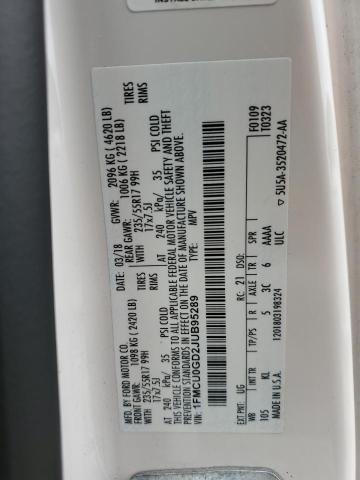 MFD. BY FORD MOTOR CO.
DATE: 03/18 GVWR: 2096 KG ( 4620 LB)
FRONT GAWR: 1098 KG ( 2420 LB) REAR GAWR: 1006 KG ( 2218 LB)
235/55R17 99H TIRES 235/55R17 99H TIRES
17x7.5J RIMS 17x7.5J RIMS
AT 240 kPa/ 35 PSI COLD AT 240 kPa/ 35 PSI COLD
THIS VEHICLE CONFORMS TO ALL APPLICABLE FEDERAL MOTOR VEHICLE SAFETY AND THEFT PREVENTION STANDARDS IN EFFECT ON THE DATE OF MANUFACTURE SHOWN ABOVE.
VIN: 1FMCU0GD2JUB95289
TYPE: MPV
F0109
T0323
EXT PNT: UG RC: 21 DSO:
WB INT TR TP/PS R AXLE TR SPR
105 KL 5 3C 6 AAAA
ULC
1201803198324
MADE IN U.S.A. ▽ 5U5A-3520472-AA